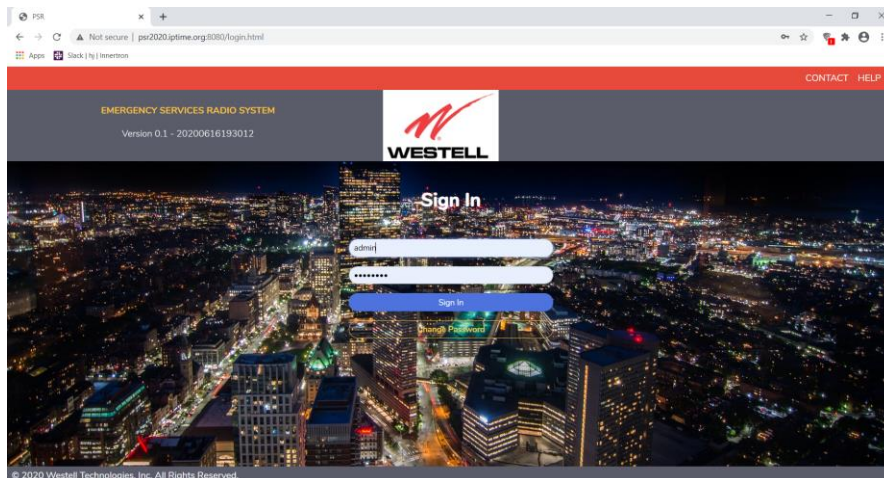 PSR
Not secure | psr2020.iptime.org:8080/login.html
Apps Slack | hj | Innertron
CONTACT HELP
EMERGENCY SERVICES RADIO SYSTEM
Version 0.1 - 20200616193012
WESTELL
Sign In
admin
••••••••
Sign In
Change Password
© 2020 Westell Technologies, Inc. All Rights Reserved.